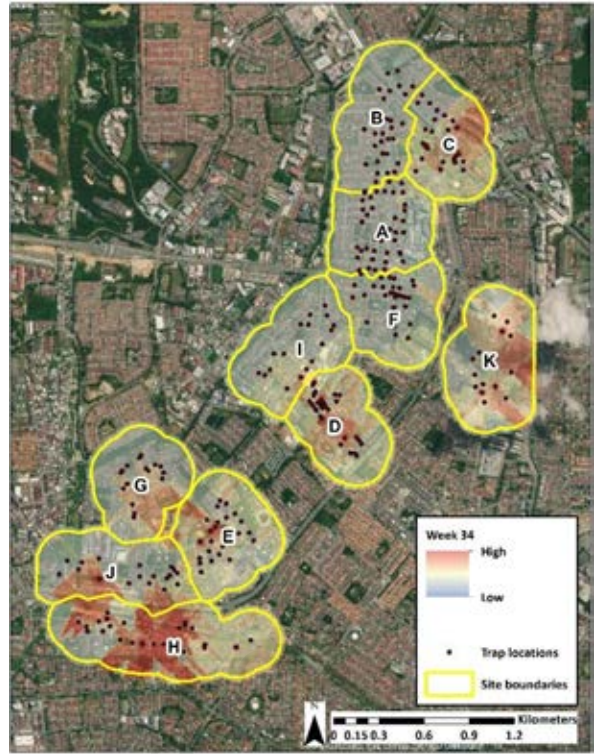 B
C
A
F
I
K
D
G
E
J
H
Week 34
High
Low
Trap locations
Site boundaries
N
Kilometers
0 0.15 0.3 0.6 0.9 1.2